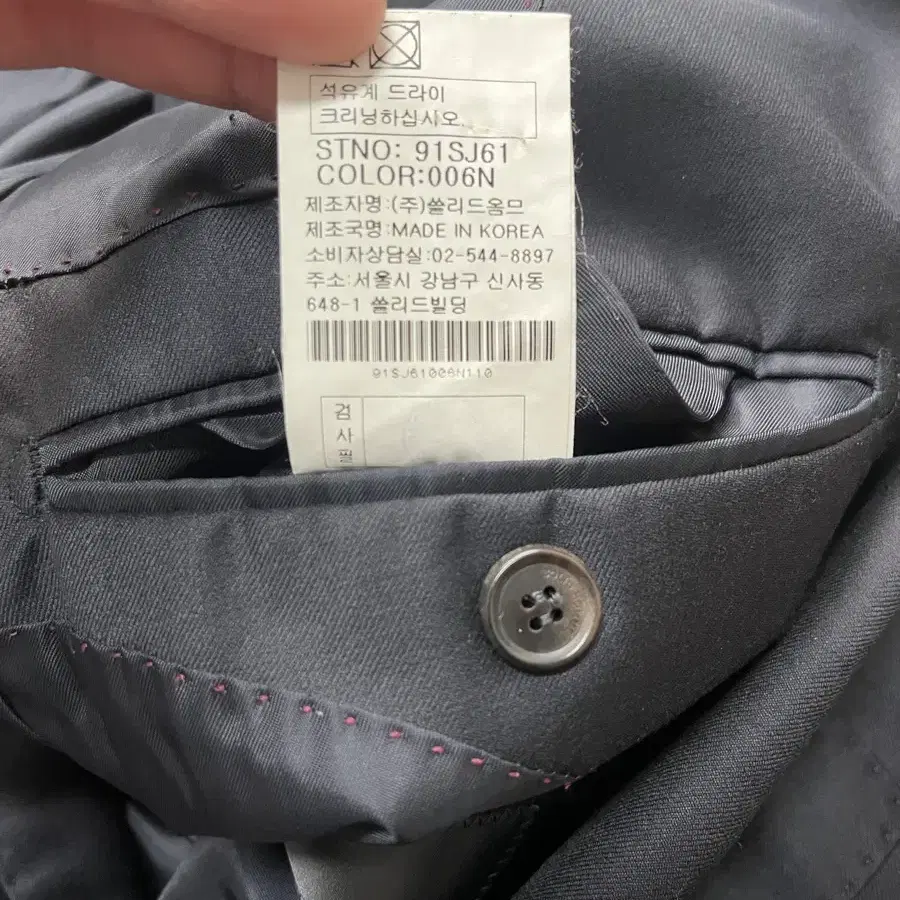 석유계 드라이
크리닝하십시오.
STNO: 91SJ61
COLOR:006N
제조자명:(주)쏠리드옴므
제조국명:MADE IN KOREA
소비자상담실:02-544-8897
주소:서울시 강남구 신사동
648-1 쏠리드빌딩
91SJ61006N110
검
사
필